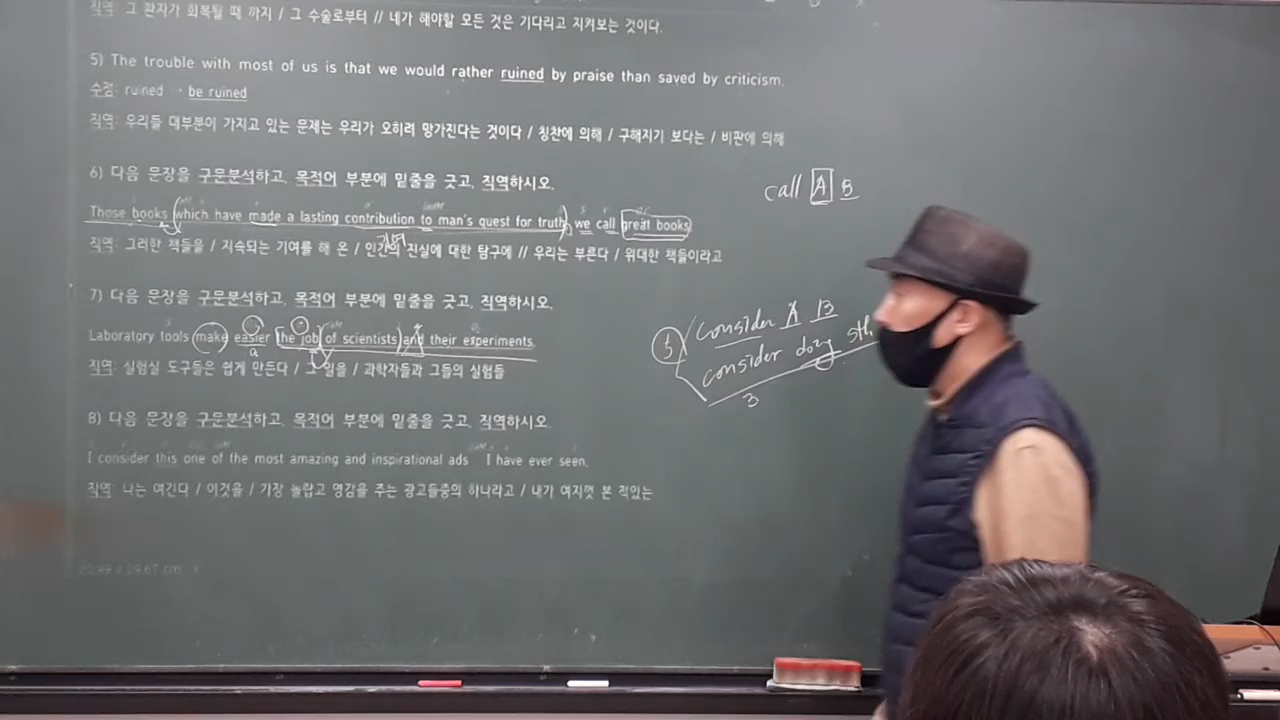 직역: 그 환자가 회복될 때 까지 / 그 수술로부터 // 네가 해야할 모든 것은 기다리고 지켜보는 것이다.
5) The trouble with most of us is that we would rather ruined by praise than saved by criticism.
수정: ruined → be ruined
직역: 우리들 대부분이 가지고 있는 문제는 우리가 오히려 망가진다는 것이다 / 칭찬에 의해 / 구해지기 보다는 / 비판에 의해
6) 다음 문장을 구문분석하고, 목적어 부분에 밑줄을 긋고, 직역하시오.
call A B
Those books which have made a lasting contribution to man's quest for truth, we call great books
직역: 그러한 책들을 / 지속되는 기여를 해 온 / 인간의 진실에 대한 탐구에 // 우리는 부른다 / 위대한 책들이라고
7) 다음 문장을 구문분석하고, 목적어 부분에 밑줄을 긋고, 직역하시오.
consider A B
Laboratory tools make easier the job of scientists and their experiments.
a
consider doing sth
직역: 실험실 도구들은 쉽게 만든다 / 그 일을 / 과학자들과 그들의 실험들
3
8) 다음 문장을 구문분석하고, 목적어 부분에 밑줄을 긋고, 직역하시오.
I consider this one of the most amazing and inspirational ads I have ever seen.
직역: 나는 여긴다 / 이것을 / 가장 놀랍고 영감을 주는 광고들중의 하나라고 / 내가 여지껏 본 적있는